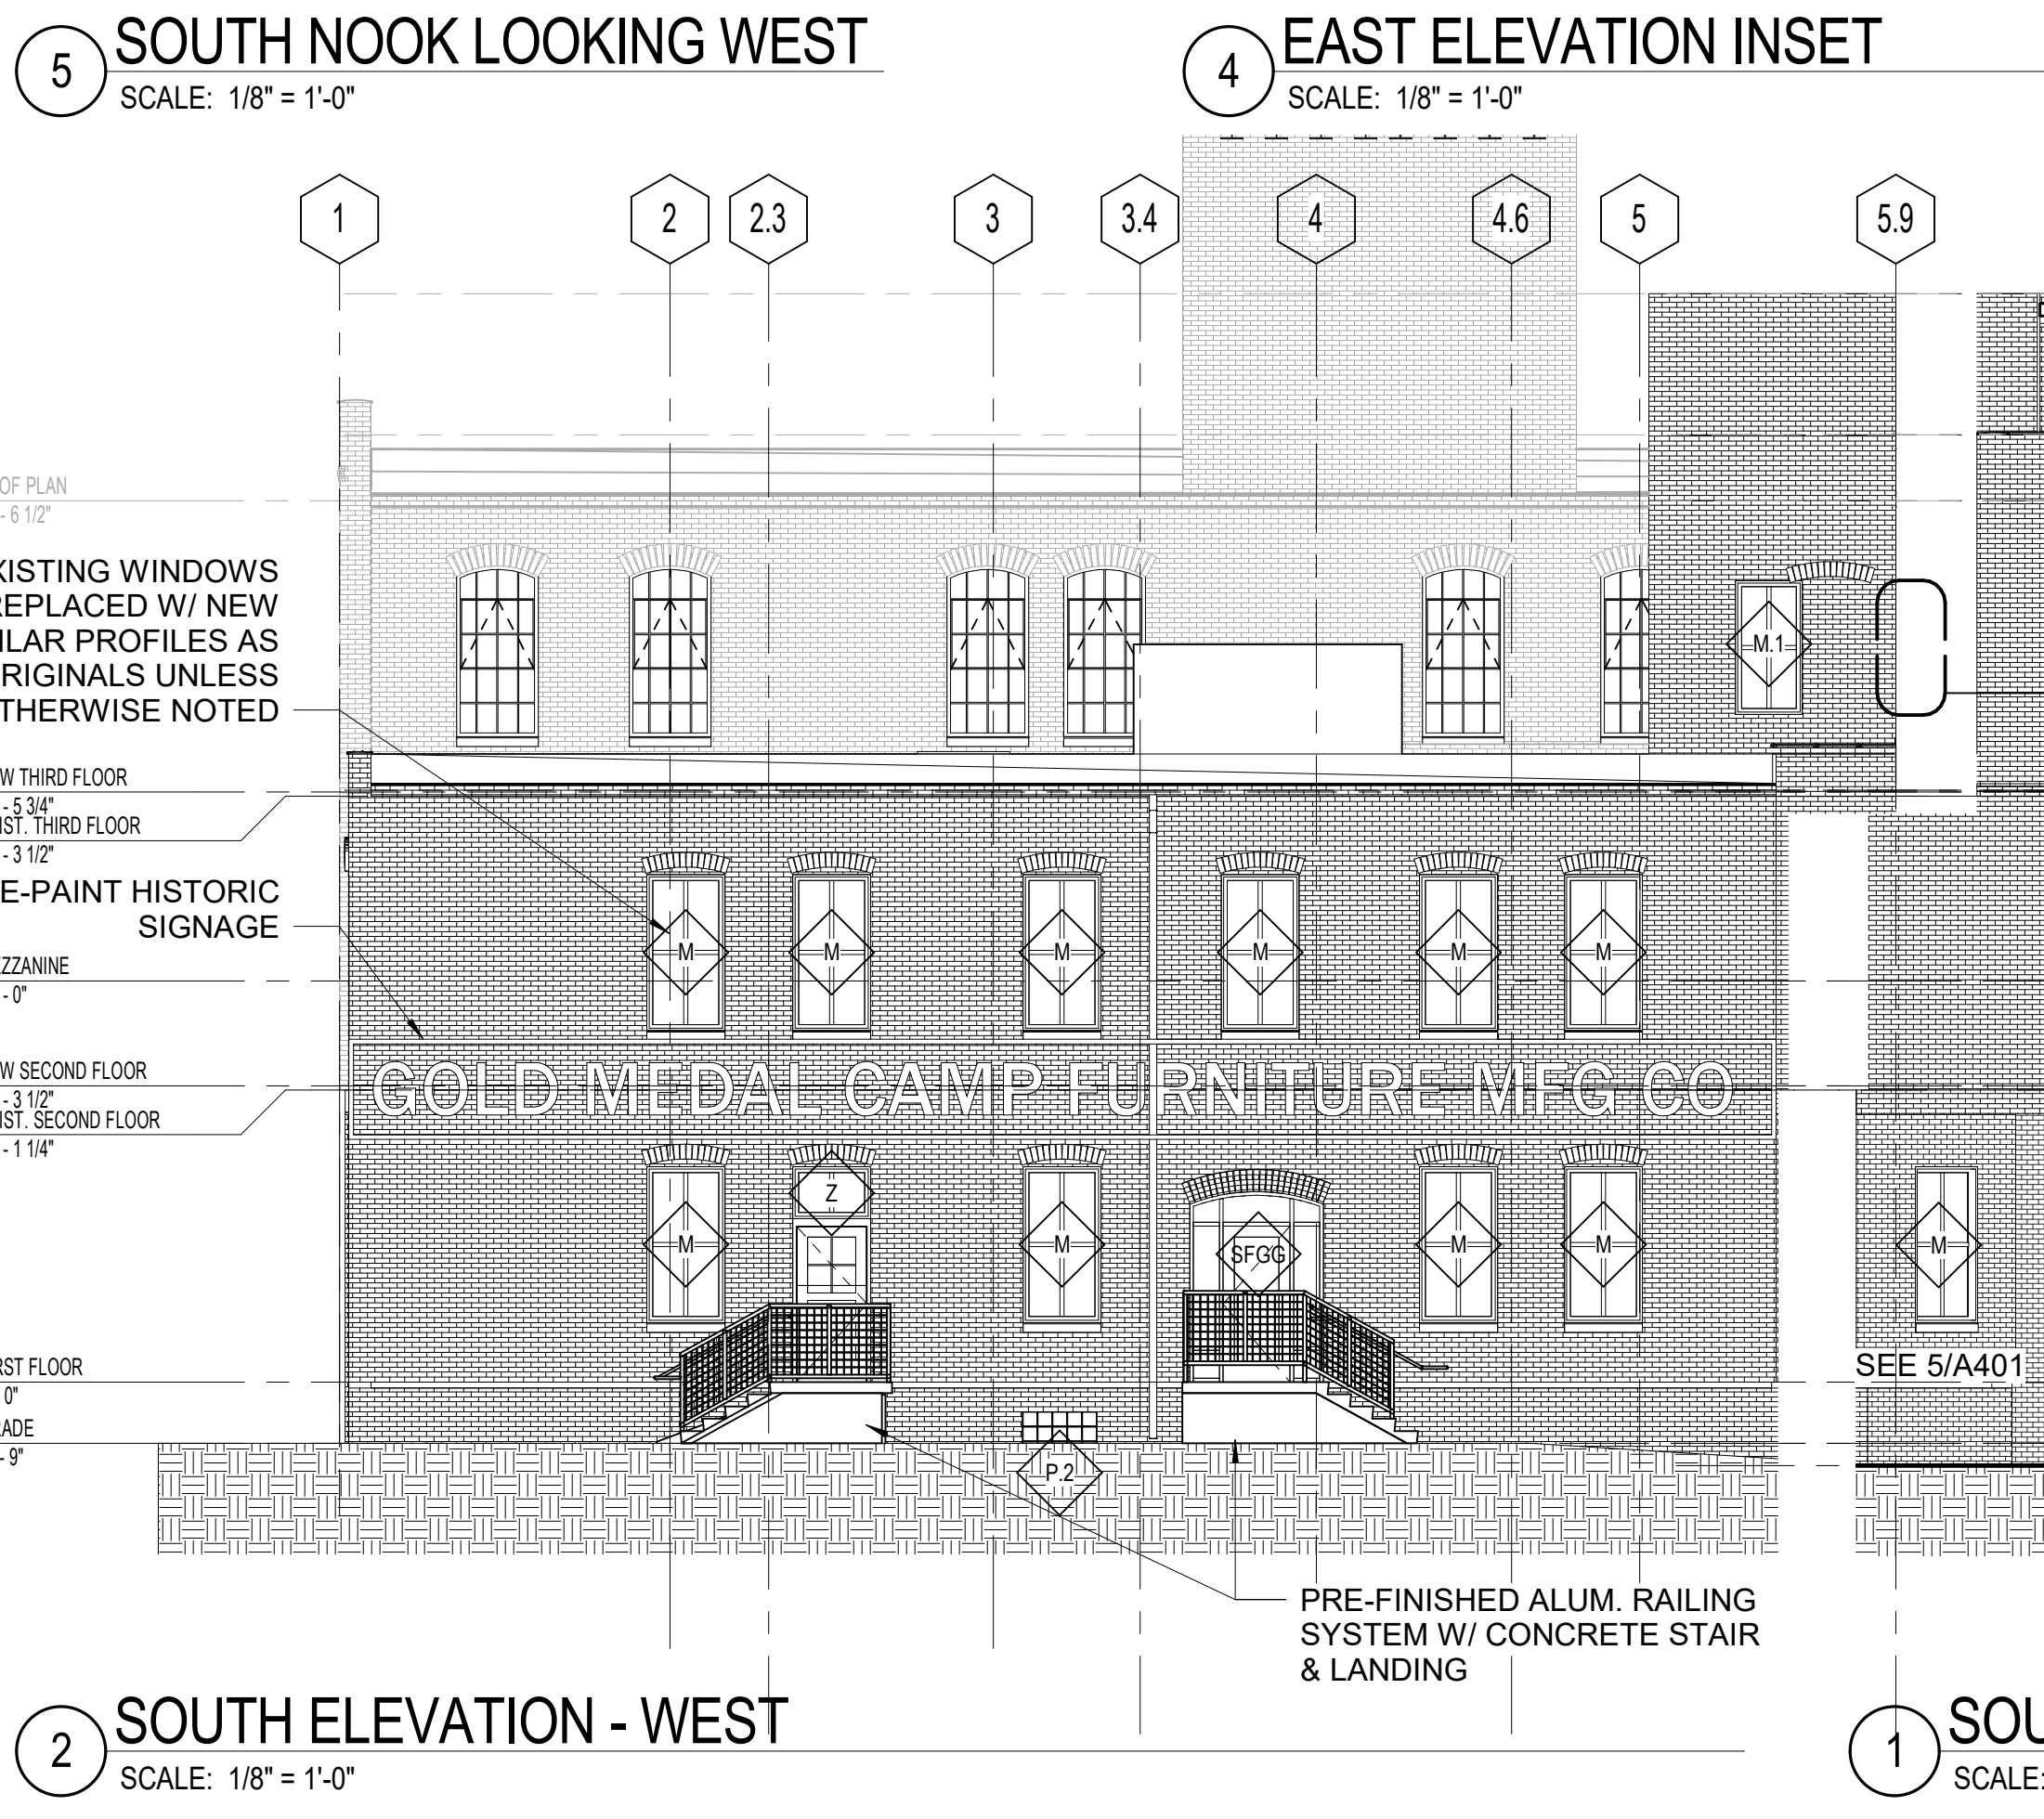 5
SOUTH NOOK LOOKING WEST
SCALE: 1/8" = 1'-0"
4
EAST ELEVATION INSET
SCALE: 1/8" = 1'-0"
1 2 2.3 3 3.4 4 4.6 5 5.9
OF PLAN
- 6 1/2"
XISTING WINDOWS
REPLACED W/ NEW
ILAR PROFILES AS
RIGINALS UNLESS
THERWISE NOTED
M.1
W THIRD FLOOR
- 5 3/4"
IST. THIRD FLOOR
- 3 1/2"
E-PAINT HISTORIC
SIGNAGE
M M M M M M
EZZANINE
- 0"
W SECOND FLOOR
- 3 1/2"
IST. SECOND FLOOR
- 1 1/4"
GOLD MEDAL CAMP FURNITURE MFG CO
Z
M M SFGG M M M
RST FLOOR
0"
RADE
- 9"
SEE 5/A401
P.2
PRE-FINISHED ALUM. RAILING
SYSTEM W/ CONCRETE STAIR
& LANDING
2
SOUTH ELEVATION - WEST
SCALE: 1/8" = 1'-0"
1
SOU
SCALE: